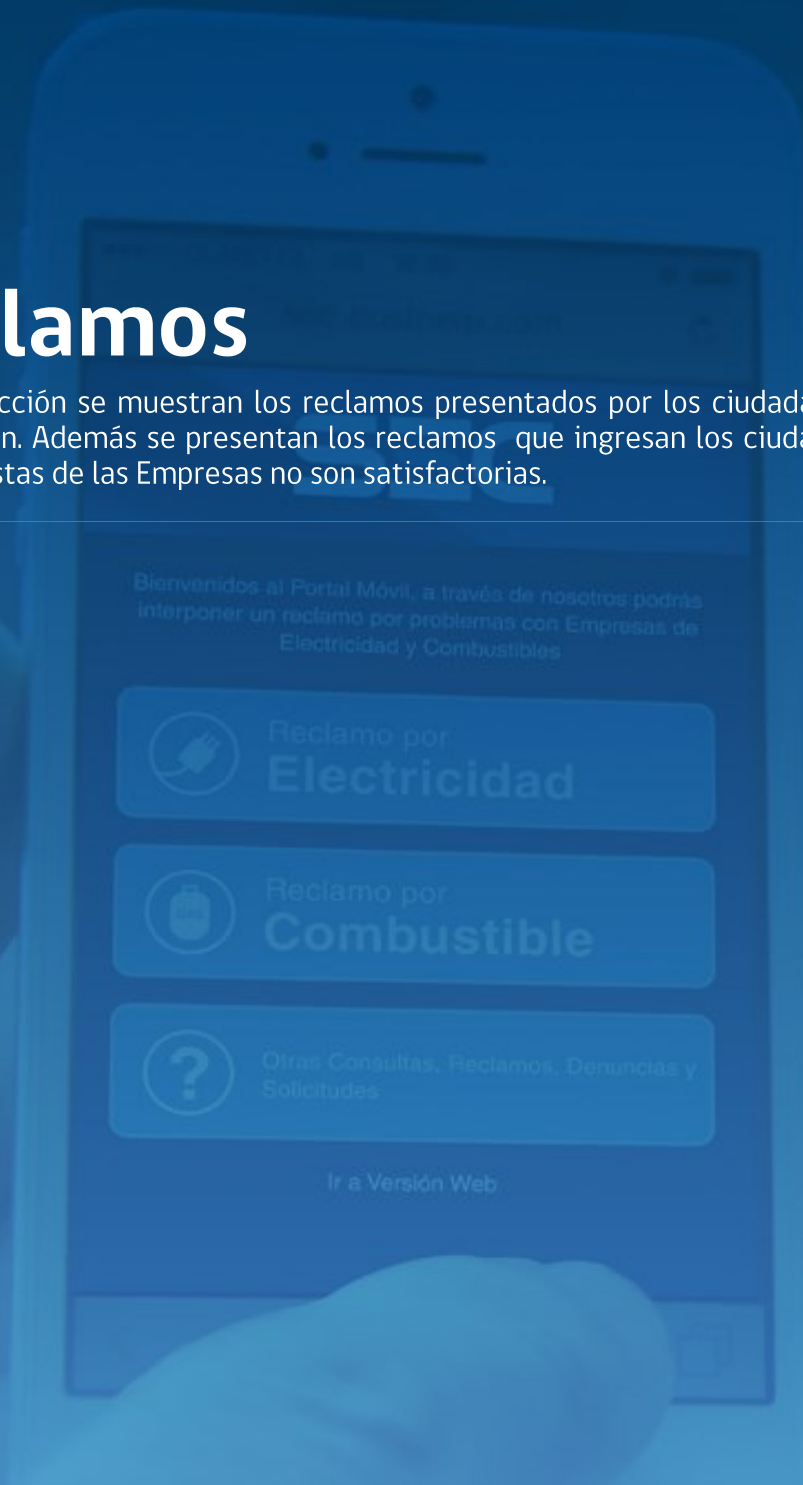 lamos
cción se muestran los reclamos presentados por los ciudada
n. Además se presentan los reclamos que ingresan los ciuda
stas de las Empresas no son satisfactorias.
SEC
Bienvenidos al Portal Móvil, a través de nosotros podrás
interponer un reclamo por problemas con Empresas de
Electricidad y Combustibles
Reclamo por
Electricidad
Reclamo por
Combustible
Otras Consultas, Reclamos, Denuncias y
Solicitudes
Ir a Versión Web